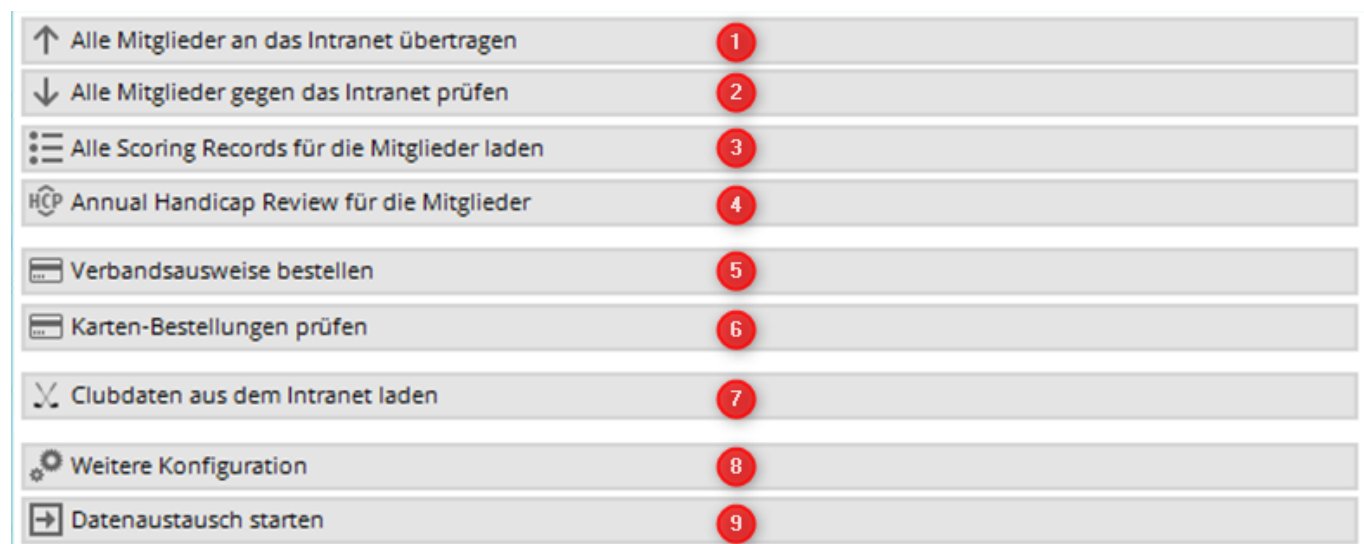 Alle Mitglieder an das Intranet übertragen 1
Alle Mitglieder gegen das Intranet prüfen 2
Alle Scoring Records für die Mitglieder laden 3
HCP Annual Handicap Review für die Mitglieder 4
Verbandsausweise bestellen 5
Karten-Bestellungen prüfen 6
Clubdaten aus dem Intranet laden 7
Weitere Konfiguration 8
Datenaustausch starten 9